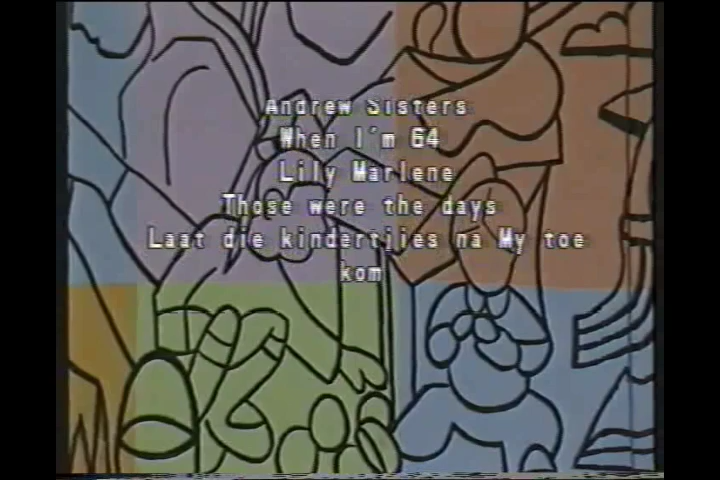 Andrew Sisters
When I'm 64
Lily Marlene
Those were the days
Laat die kindertjies na My toe
kom